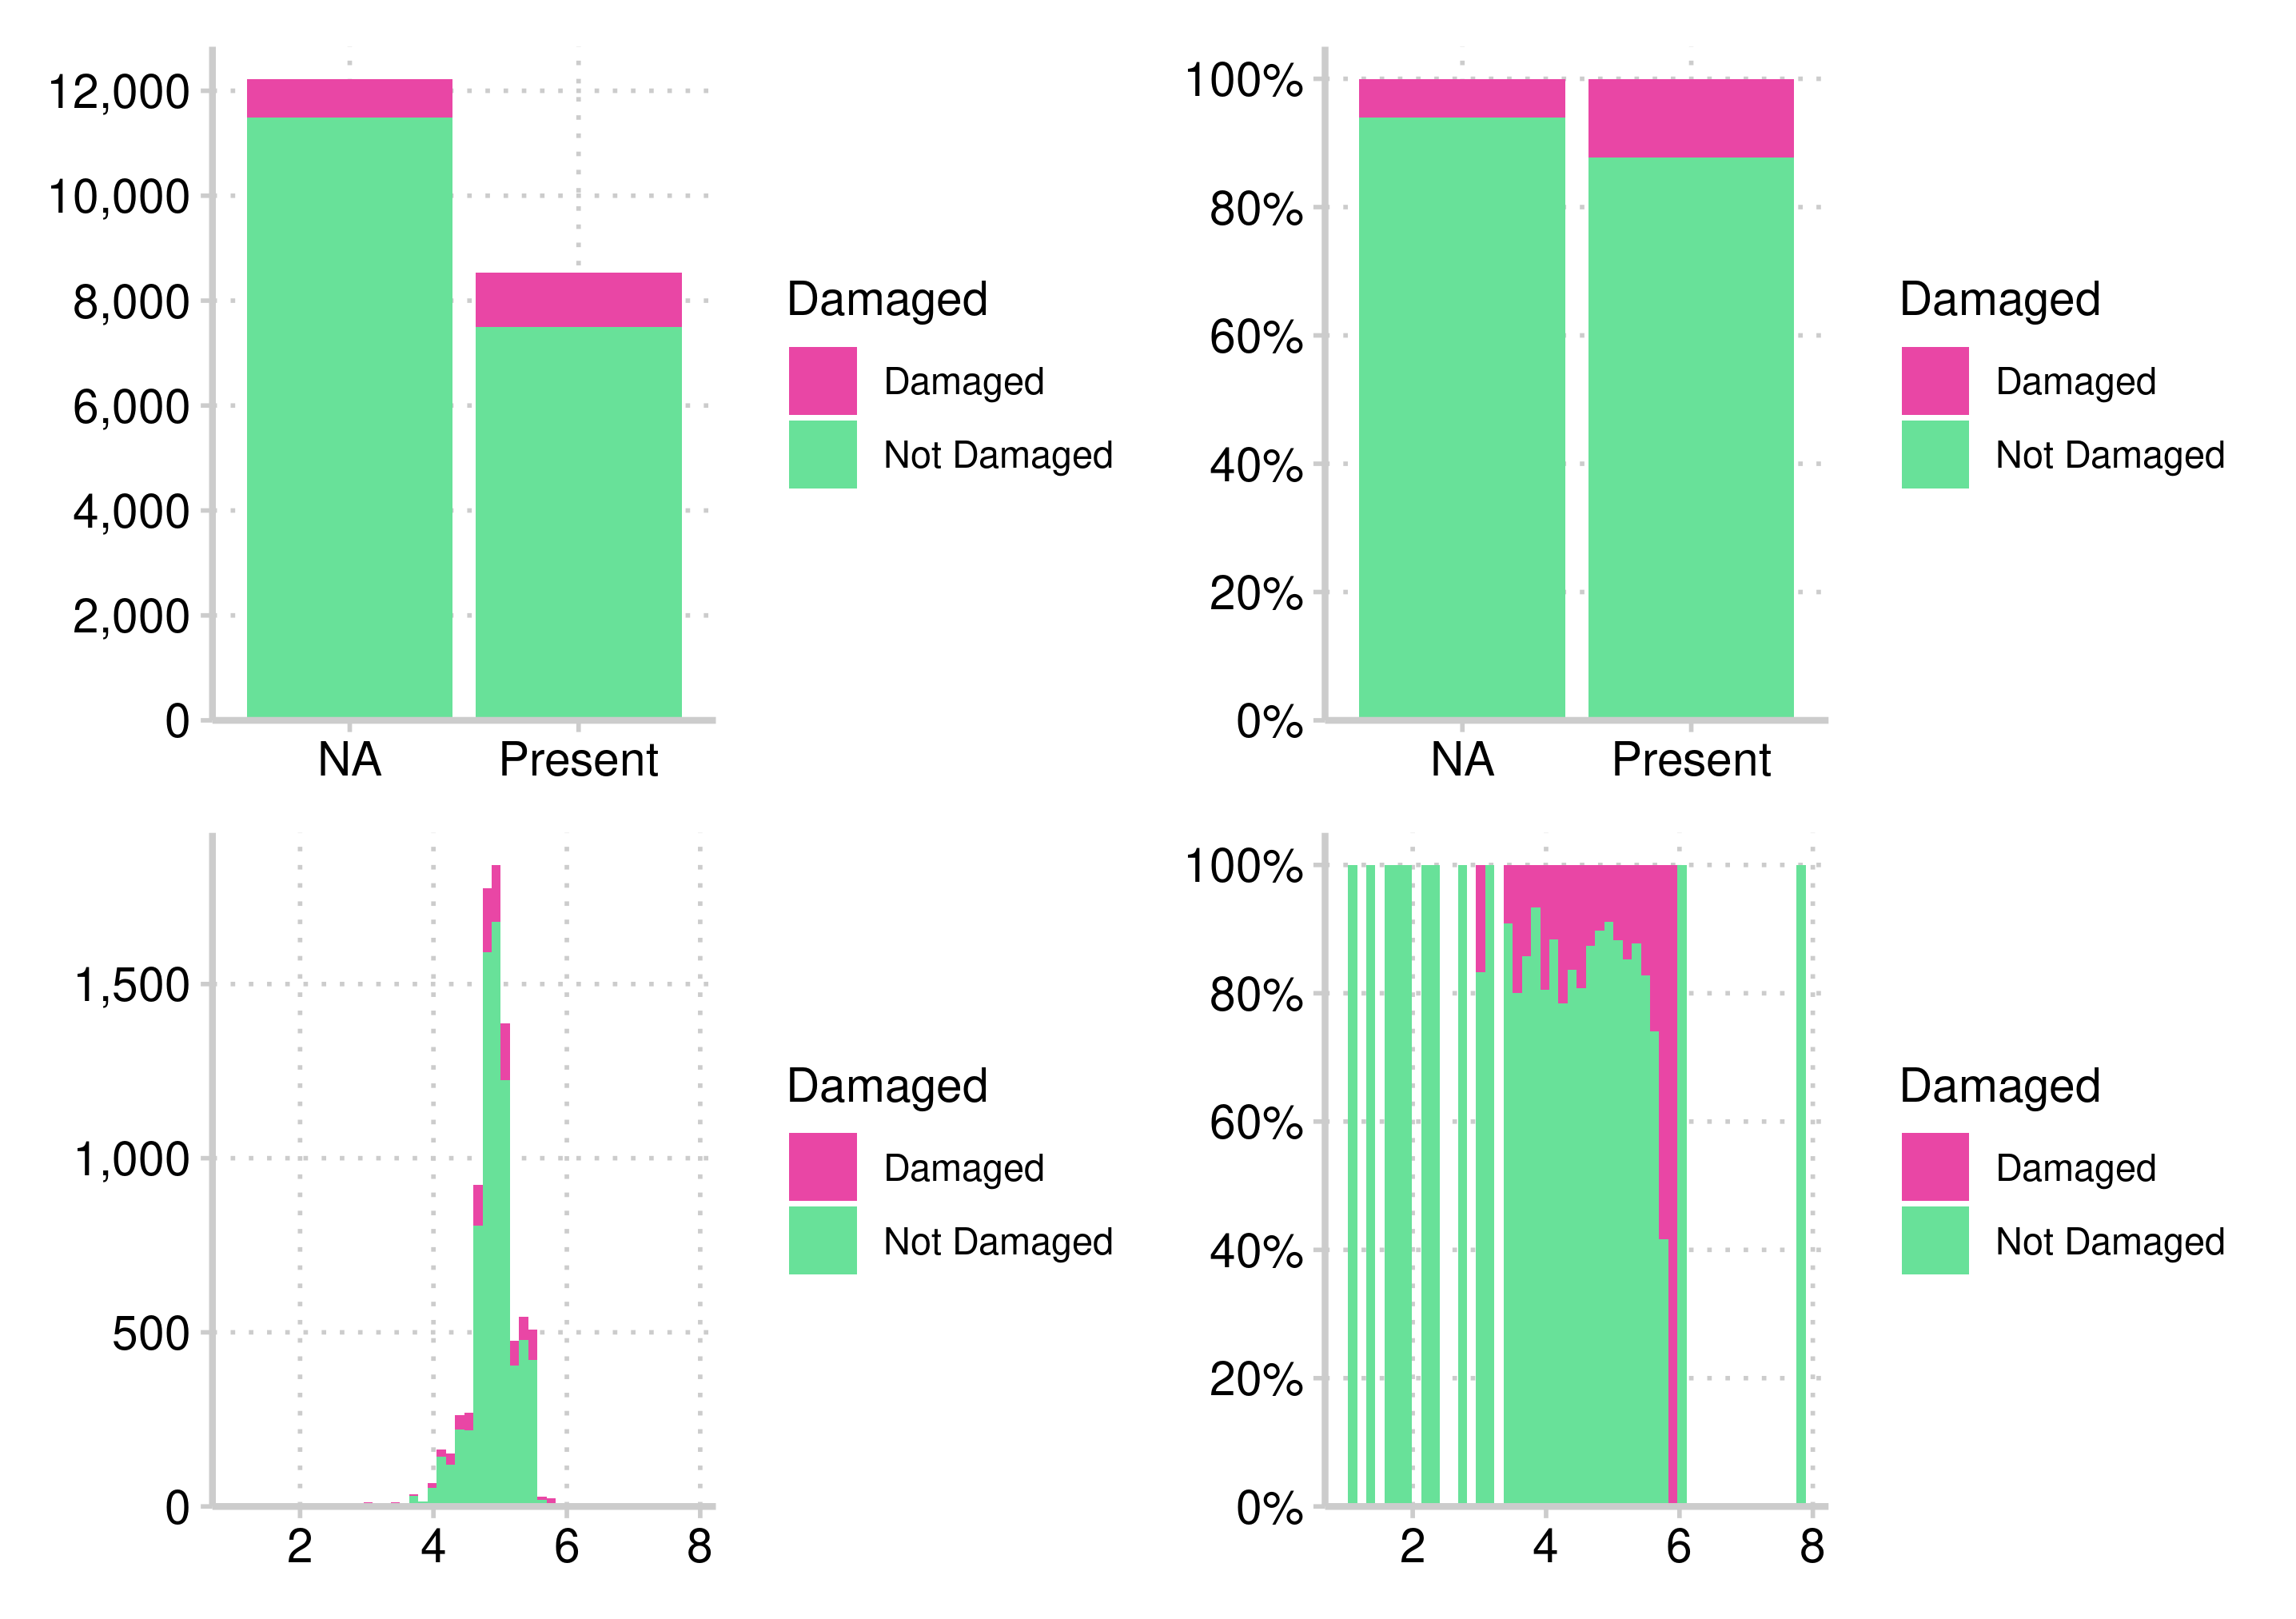 12,000
10,000
8,000
6,000
4,000
2,000
0
NA Present
Damaged
Damaged
Not Damaged
100%
80%
60%
40%
20%
0%
NA Present
Damaged
Damaged
Not Damaged
1,500
1,000
500
0
2 4 6 8
Damaged
Damaged
Not Damaged
100%
80%
60%
40%
20%
0%
2 4 6 8
Damaged
Damaged
Not Damaged